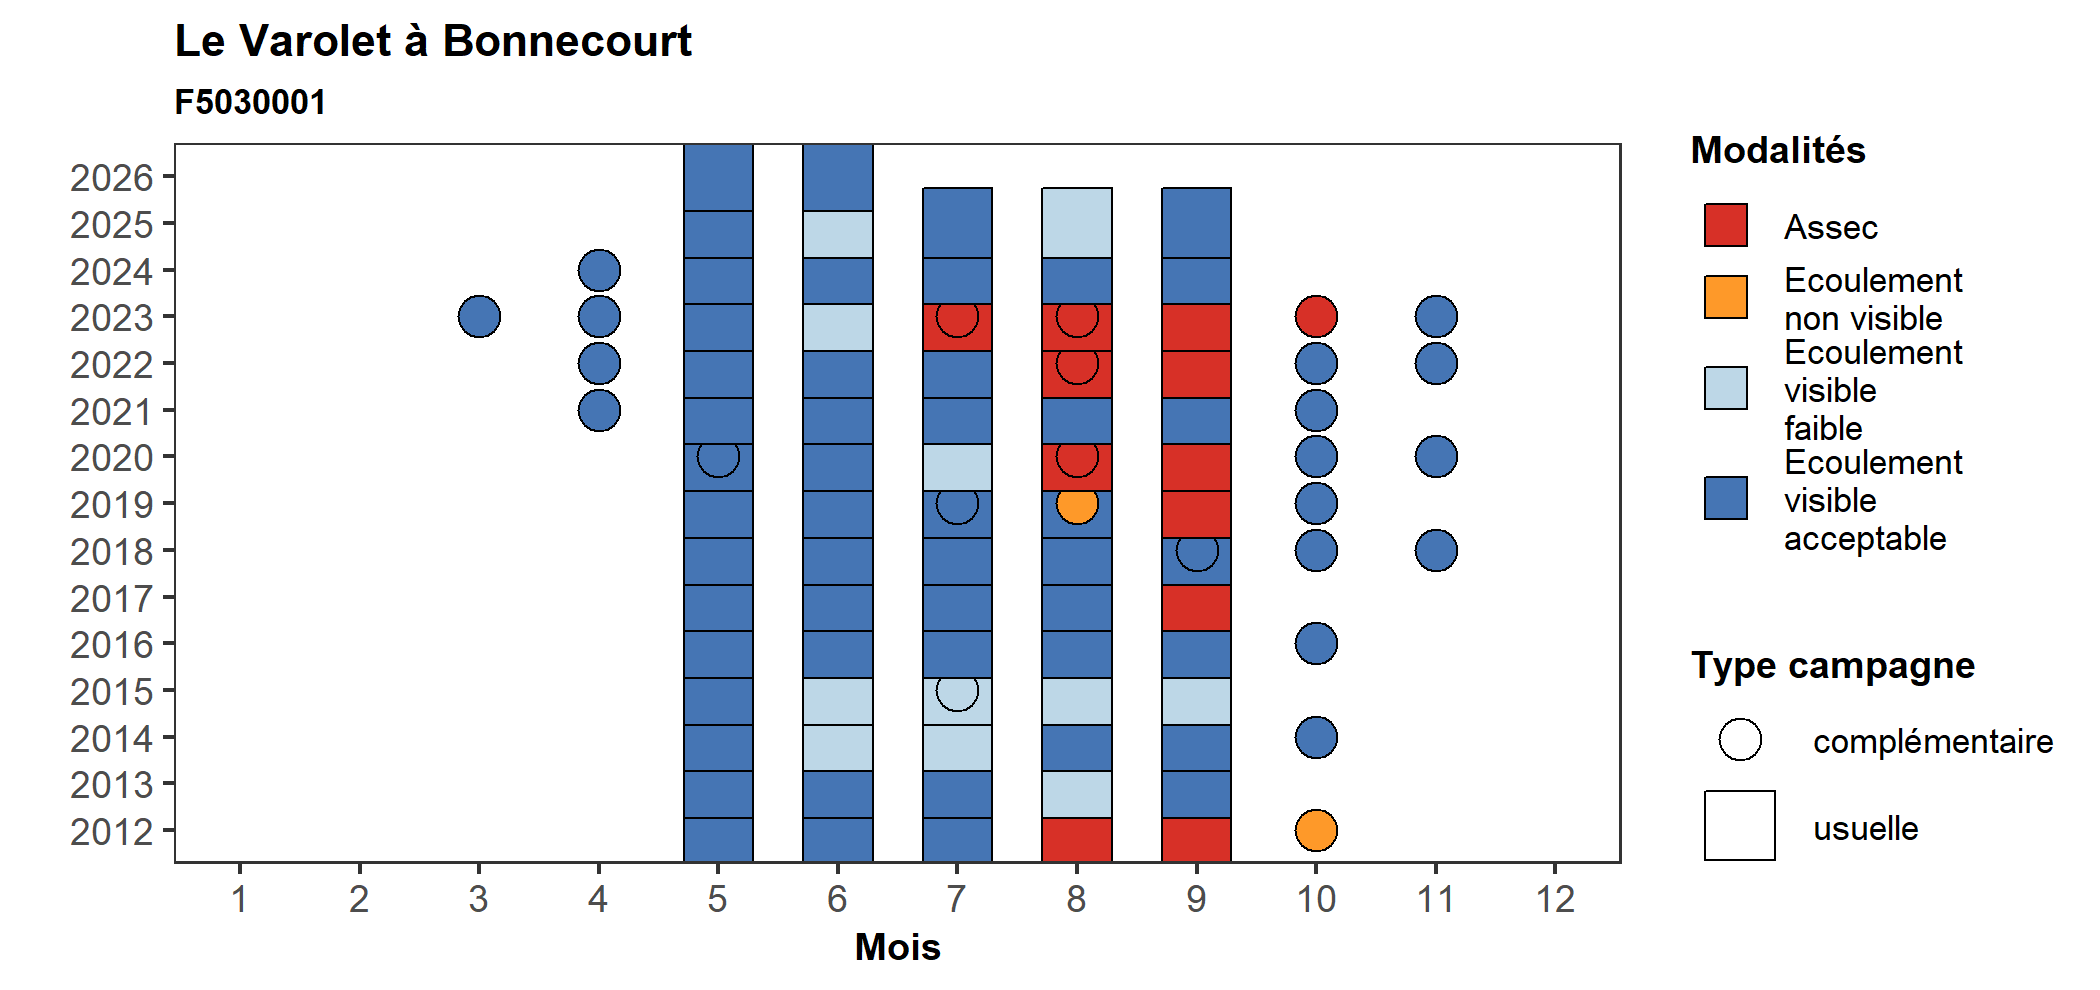 Le Varolet à Bonnecourt
F5030001
2026
2025
2024
2023
2022
2021
2020
2019
2018
2017
2016
2015
2014
2013
2012
1 2 3 4 5 6 7 8 9 10 11 12
Mois
Modalités
Assec
Ecoulement
non visible
Ecoulement
visible
faible
Ecoulement
visible
acceptable
Type campagne
complémentaire
usuelle